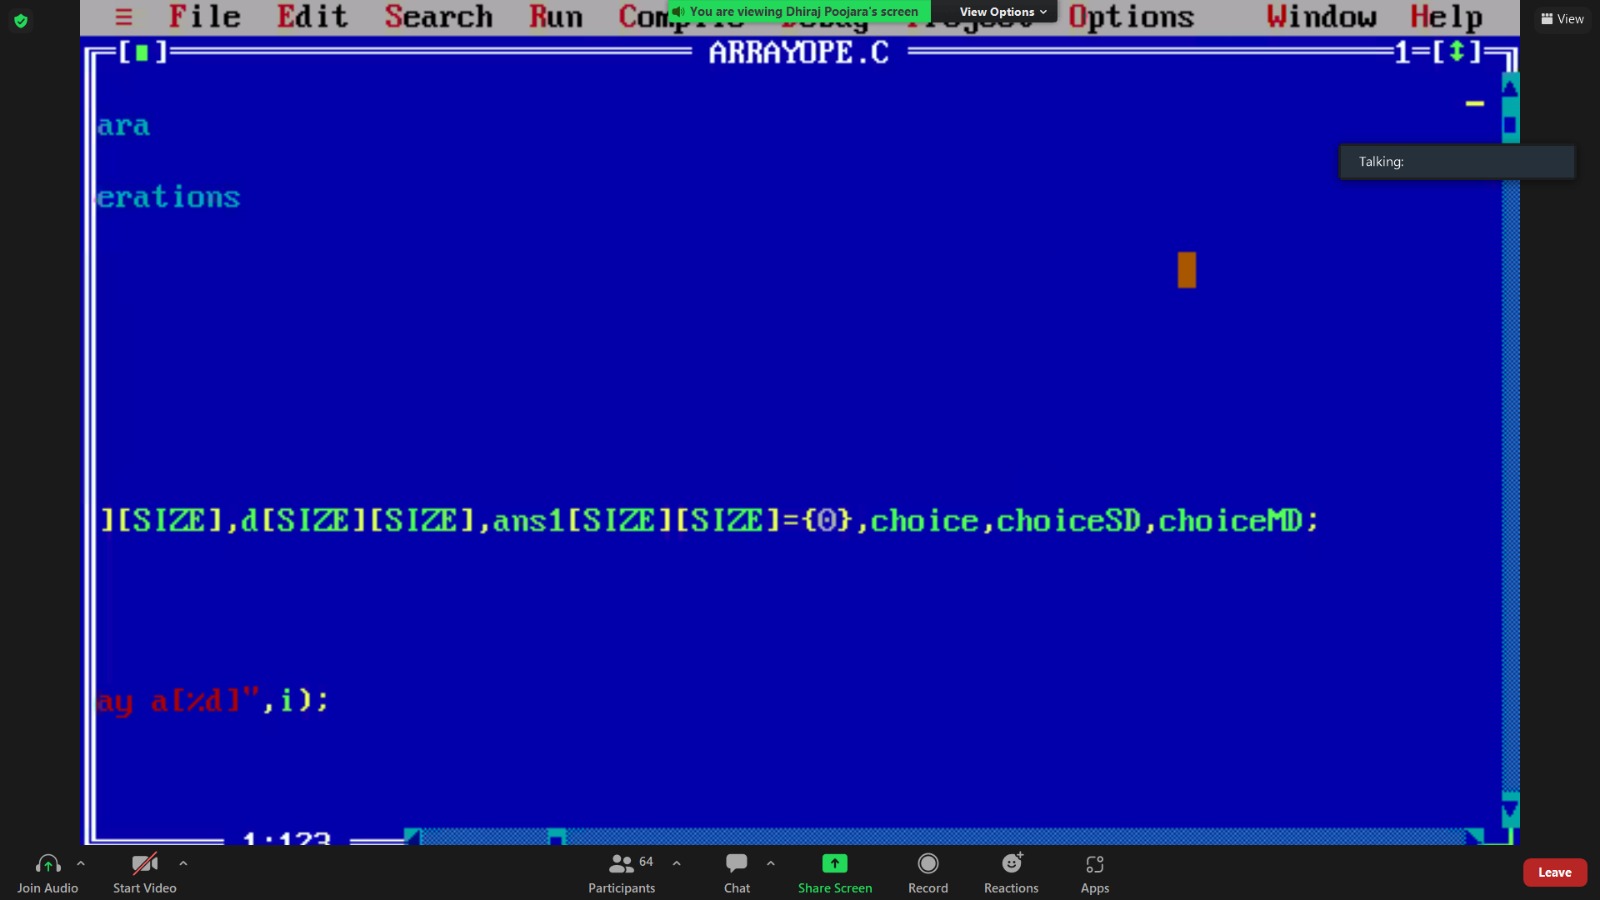 You are viewing Dhiraj Poojara's screen View Options
View
File Edit Search Run Options Window Help
ARRAYOPE.C 1
ara
Talking:
erations
][SIZE],d[SIZE][SIZE],ans1[SIZE][SIZE]={0},choice,choiceSD,choiceMD;
ay a[%d]",i);
1:123
64
Join Audio Start Video Participants Chat Share Screen Record Reactions Apps Leave